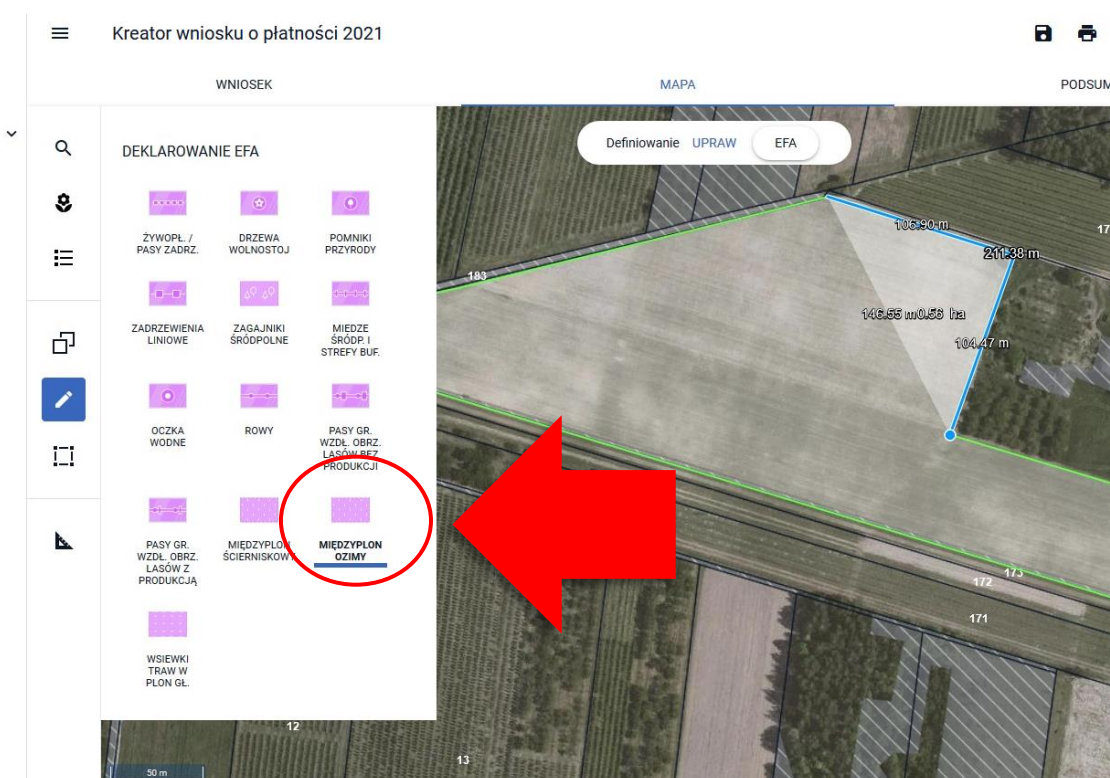 Kreator wniosku o płatności 2021
WNIOSEK
MAPA
PODSUM
DEKLAROWANIE EFA
ŻYWOPŁ. /
PASY ZADRZ.
DRZEWA
WOLNOSTOJ
POMNIKI
PRZYRODY
ZADRZEWIENIA
LINIOWE
ZAGAJNIKI
ŚRÓDPOLNE
MIEDZE
ŚRÓDP. I
STREFY BUF.
OCZKA
WODNE
ROWY
PASY GR.
WZDŁ. OBRZ.
LASÓW BEZ
PRODUKCJI
PASY GR.
WZDŁ. OBRZ.
LASÓW Z
PRODUKCJĄ
MIĘDZYPLON
ŚCIERNISKOWY
MIĘDZYPLON
OZIMY
WSIEWKI
TRAW W
PLON GŁ.
Definiowanie UPRAW EFA
106.90 m
17
211.38 m
183
146.55 m 0.56 ha
104.47 m
173
172
171
12
13
50 m